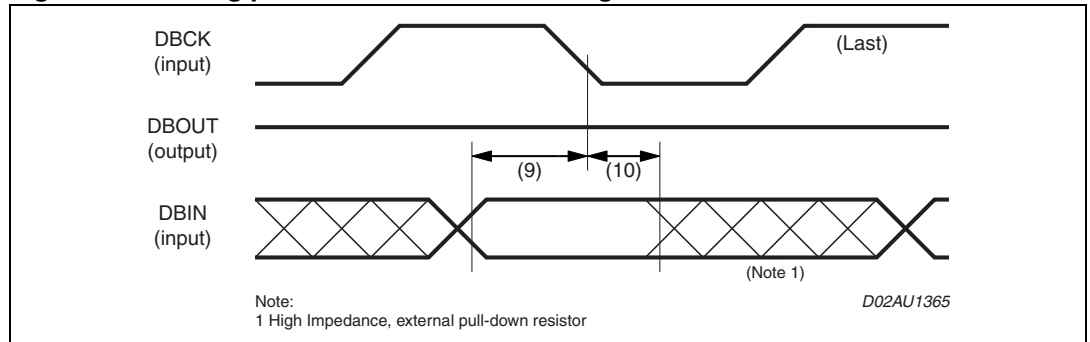 DBCK
(input)
(Last)
DBOUT
(output)
(9)
(10)
DBIN
(input)
(Note 1)
Note:
1 High Impedance, external pull-down resistor
D02AU1365